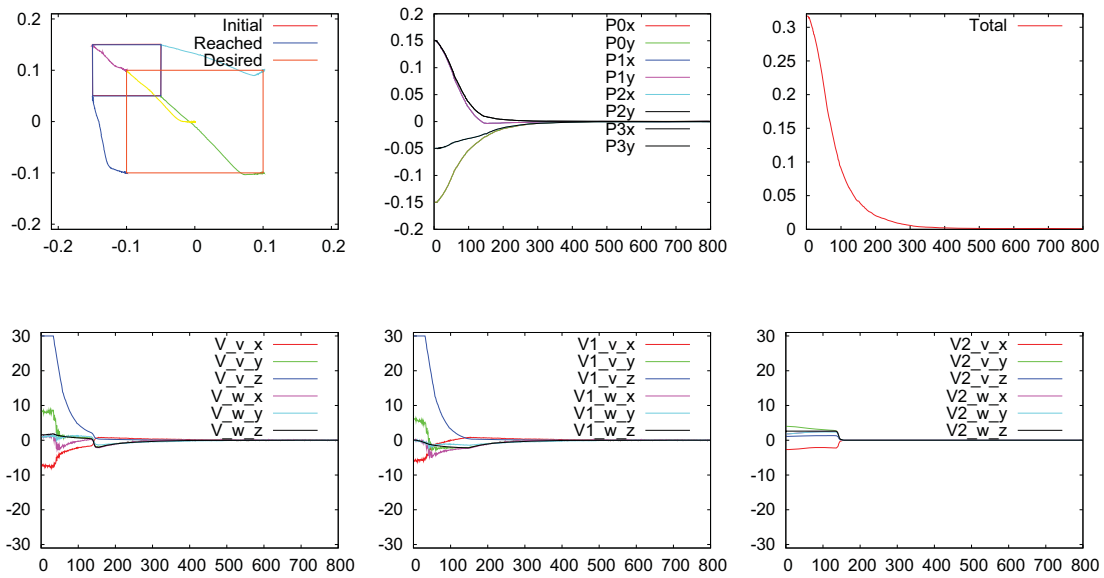 0.2
0.1
0
-0.1
-0.2
-0.2
-0.1
0
0.1
0.2
Initial
Reached
Desired
0.2
0.15
0.1
0.05
0
-0.05
-0.1
-0.15
-0.2
0 100 200 300 400 500 600 700 800
P0x
P0y
P1x
P1y
P2x
P2y
P3x
P3y
0.3
0.25
0.2
0.15
0.1
0.05
0
0 100 200 300 400 500 600 700 800
Total
30
20
10
0
-10
-20
-30
0 100 200 300 400 500 600 700 800
V_v_x
V_v_y
V_v_z
V_w_x
V_w_y
V_w_z
30
20
10
0
-10
-20
-30
0 100 200 300 400 500 600 700 800
V1_v_x
V1_v_y
V1_v_z
V1_w_x
V1_w_y
V1_w_z
30
20
10
0
-10
-20
-30
0 100 200 300 400 500 600 700 800
V2_v_x
V2_v_y
V2_v_z
V2_w_x
V2_w_y
V2_w_z